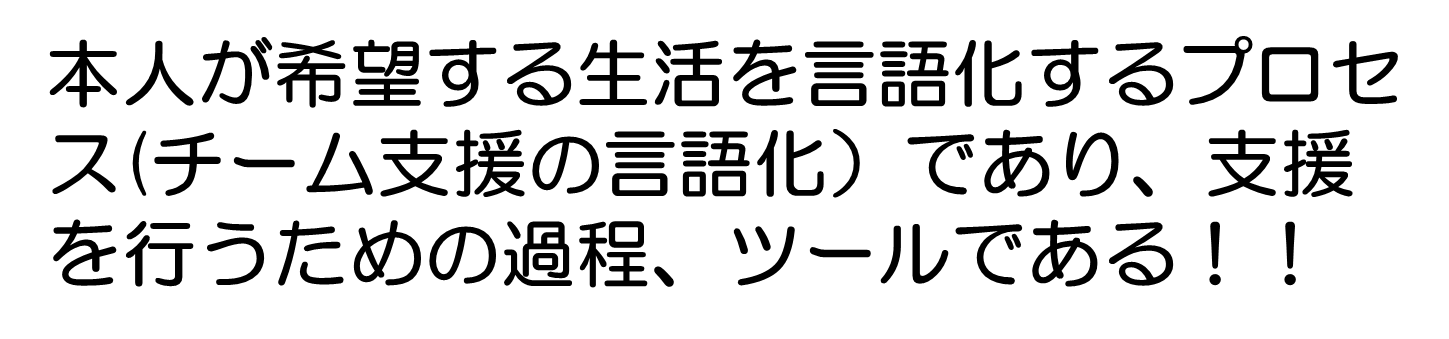 本人が希望する生活を言語化するプロセ
ス(チーム支援の言語化）であり、支援
を行うための過程、ツールである！！